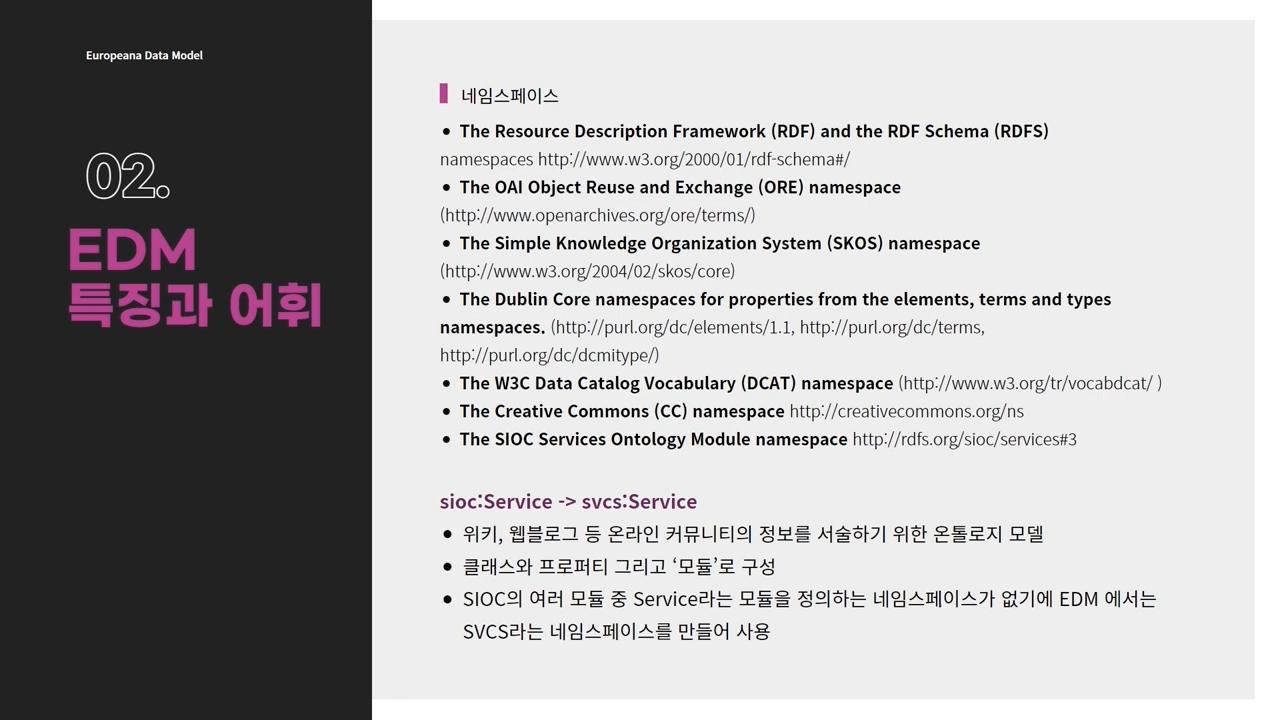 Europeana Data Model
02.
EDM
특징과 어휘
네임스페이스
• The Resource Description Framework (RDF) and the RDF Schema (RDFS)
namespaces http://www.w3.org/2000/01/rdf-schema#/
• The OAI Object Reuse and Exchange (ORE) namespace
(http://www.openarchives.org/ore/terms/)
• The Simple Knowledge Organization System (SKOS) namespace
(http://www.w3.org/2004/02/skos/core)
• The Dublin Core namespaces for properties from the elements, terms and types
namespaces. (http://purl.org/dc/elements/1.1, http://purl.org/dc/terms,
http://purl.org/dc/dcmitype/)
• The W3C Data Catalog Vocabulary (DCAT) namespace (http://www.w3.org/tr/vocabdcat/ )
• The Creative Commons (CC) namespace http://creativecommons.org/ns
• The SIOC Services Ontology Module namespace http://rdfs.org/sioc/services#3
sioc:Service -> svcs:Service
• 위키, 웹블로그 등 온라인 커뮤니티의 정보를 서술하기 위한 온톨로지 모델
• 클래스와 프로퍼티 그리고 ‘모듈’로 구성
• SIOC의 여러 모듈 중 Service라는 모듈을 정의하는 네임스페이스가 없기에 EDM 에서는
SVCS라는 네임스페이스를 만들어 사용